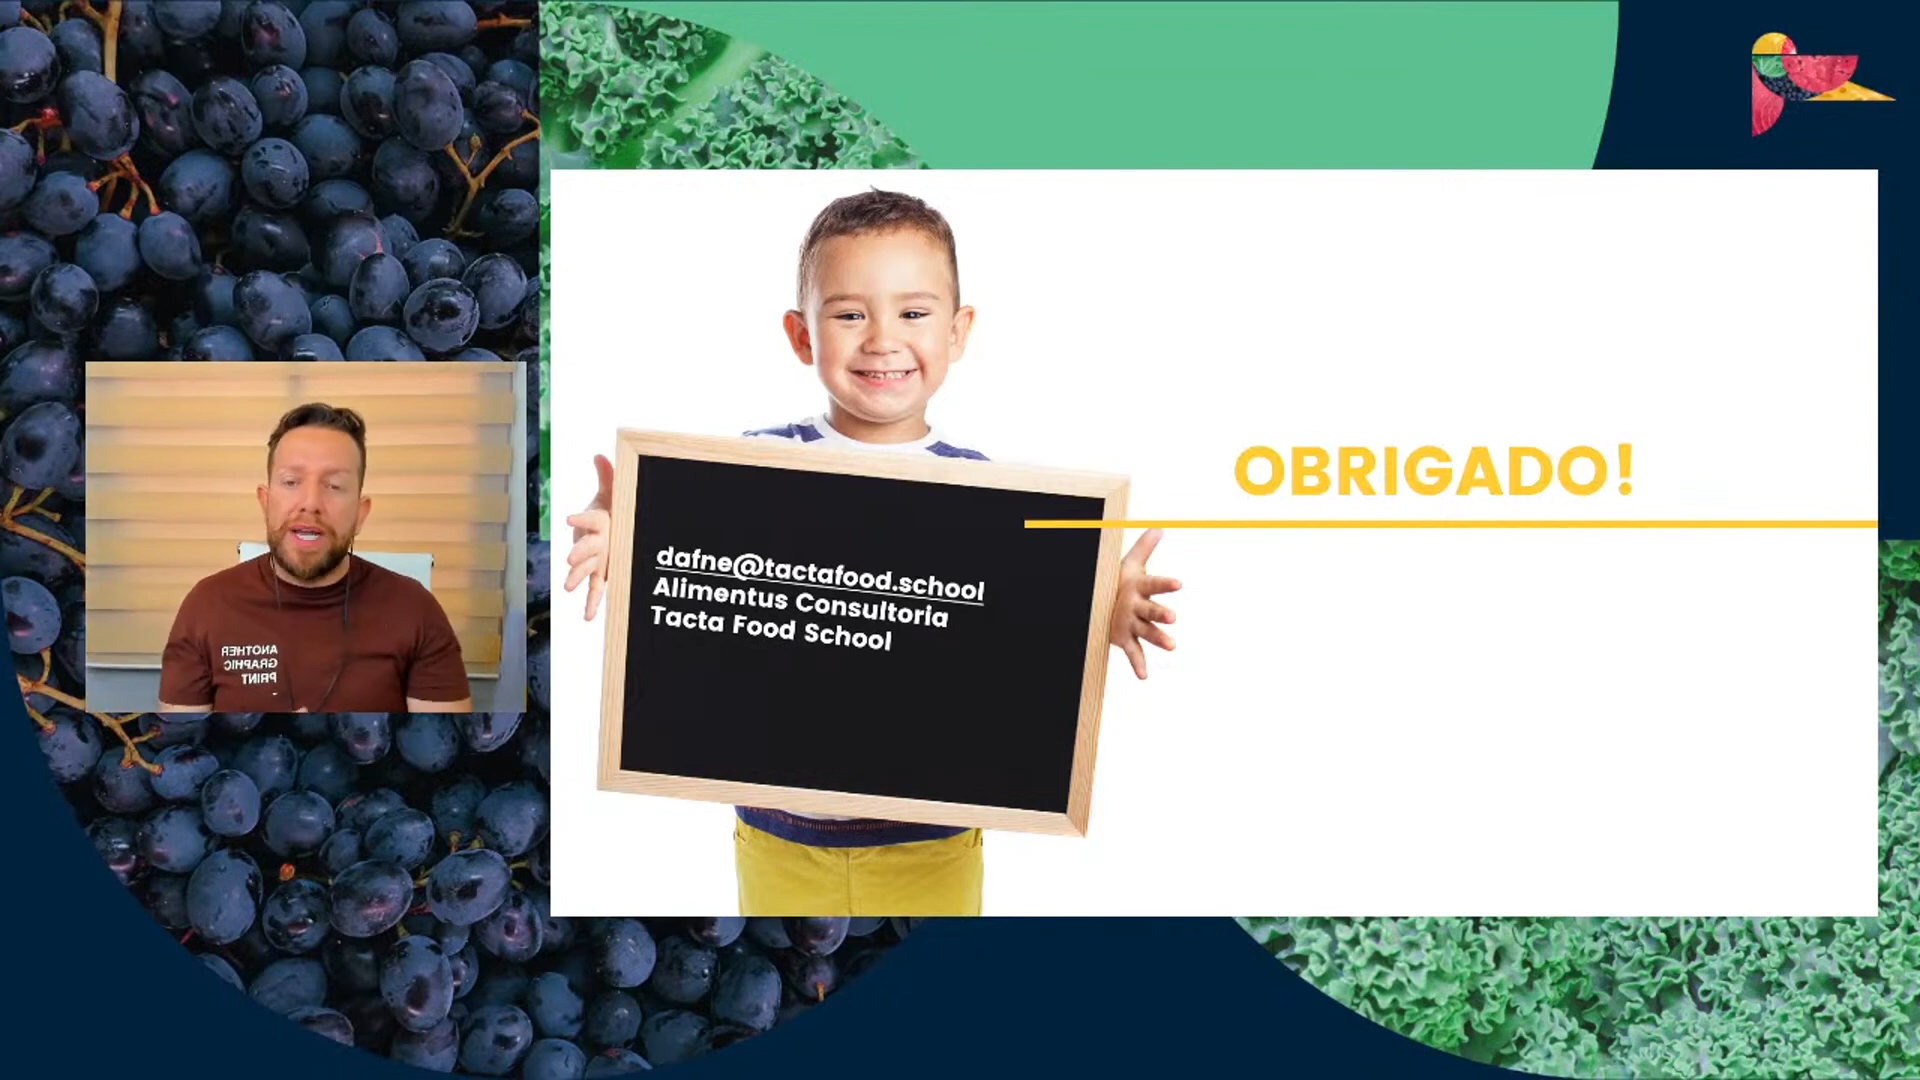 OBRIGADO!
dafne@tactafood.school
Alimentus Consultoria
Tacta Food School
ANOTHER
GRAPHIC
PRINT